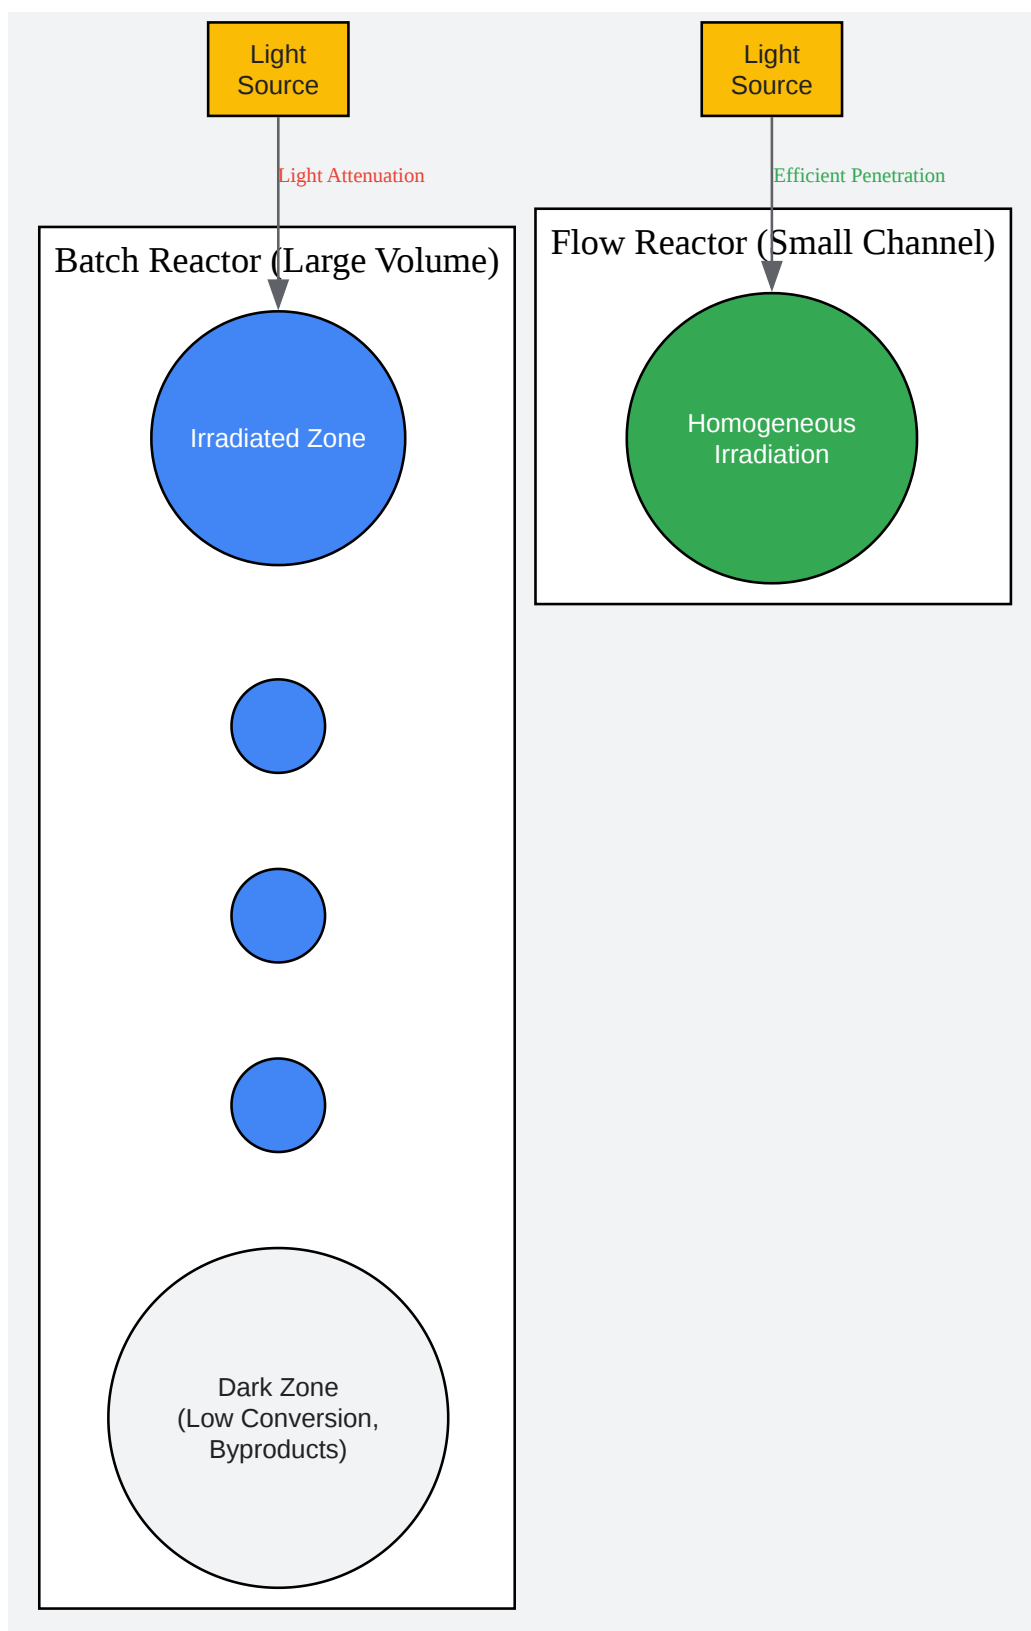 Light
Source
Light Attenuation
Batch Reactor (Large Volume)
Irradiated Zone
Dark Zone
(Low Conversion,
Byproducts)
Light
Source
Efficient Penetration
Flow Reactor (Small Channel)
Homogeneous
Irradiation